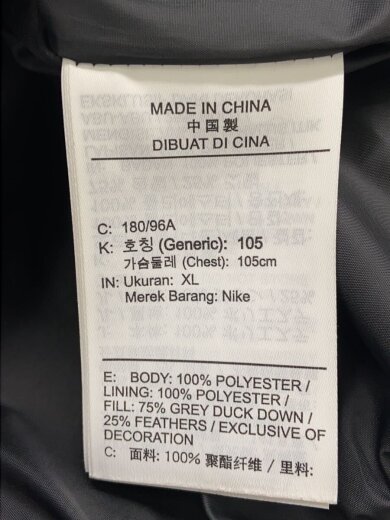 MADE IN CHINA
中国製
DIBUAT DI CINA
C: 180/96A
K: 호칭 (Generic): 105
가슴둘레 (Chest): 105cm
IN: Ukuran: XL
Merek Barang: Nike
E: BODY: 100% POLYESTER /
LINING: 100% POLYESTER /
FILL: 75% GREY DUCK DOWN /
25% FEATHERS / EXCLUSIVE OF
DECORATION
C: 面料: 100% 聚酯纤维 / 里料: